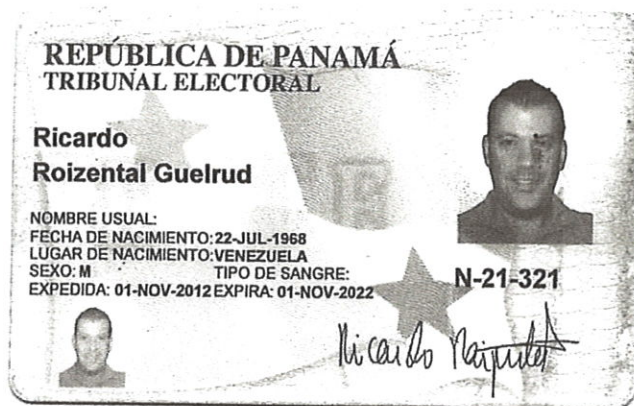 REPÚBLICA DE PANAMÁ
TRIBUNAL ELECTORAL
Ricardo
Roizental Guelrud
NOMBRE USUAL:
FECHA DE NACIMIENTO: 22-JUL-1968
LUGAR DE NACIMIENTO: VENEZUELA
SEXO: M TIPO DE SANGRE:
EXPEDIDA: 01-NOV-2012 EXPIRA: 01-NOV-2022
N-21-321
Ricardo